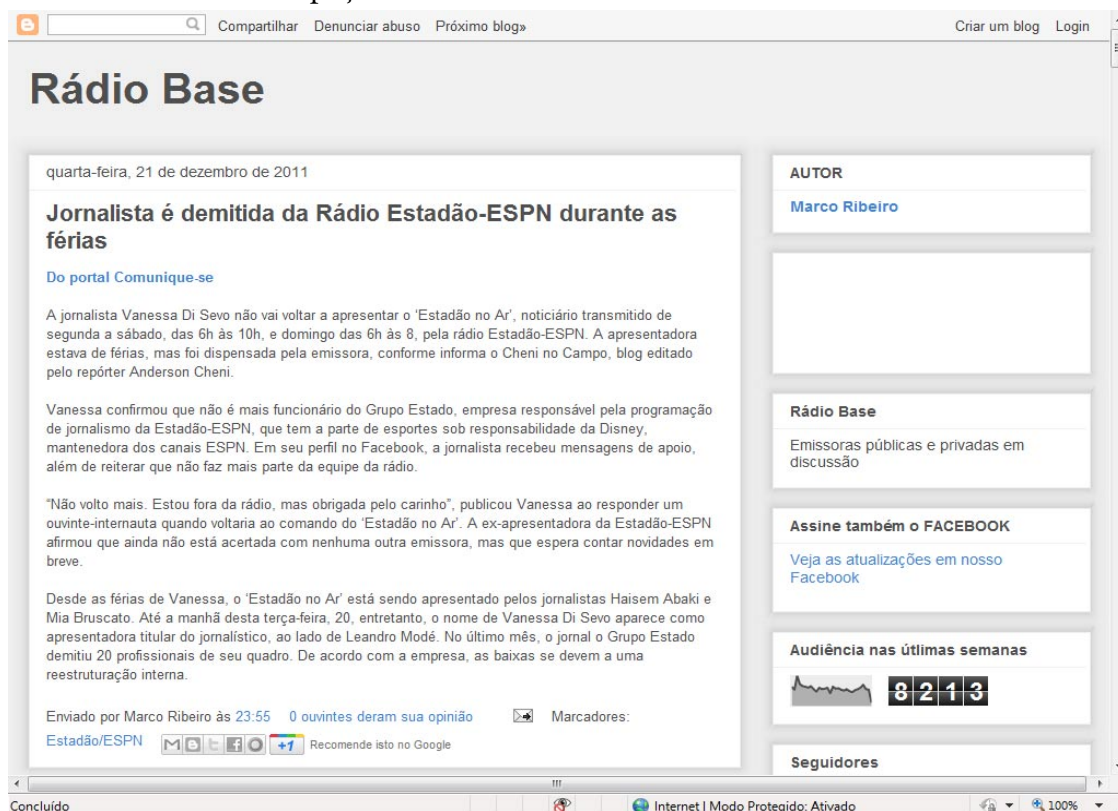 Compartilhar Denunciar abuso Próximo blog» Criar um blog Login
Rádio Base
quarta-feira, 21 de dezembro de 2011
Jornalista é demitida da Rádio Estadão-ESPN durante as
férias
Do portal Comunique-se
A jornalista Vanessa Di Sevo não vai voltar a apresentar o ‘Estadão no Ar’, noticiário transmitido de
segunda a sábado, das 6h às 10h, e domingo das 6h às 8, pela rádio Estadão-ESPN. A apresentadora
estava de férias, mas foi dispensada pela emissora, conforme informa o Cheni no Campo, blog editado
pelo repórter Anderson Cheni.
Vanessa confirmou que não é mais funcionário do Grupo Estado, empresa responsável pela programação
de jornalismo da Estadão-ESPN, que tem a parte de esportes sob responsabilidade da Disney,
mantenedora dos canais ESPN. Em seu perfil no Facebook, a jornalista recebeu mensagens de apoio,
além de reiterar que não faz mais parte da equipe da rádio.
“Não volto mais. Estou fora da rádio, mas obrigada pelo carinho”, publicou Vanessa ao responder um
ouvinte-internauta quando voltaria ao comando do ‘Estadão no Ar’. A ex-apresentadora da Estadão-ESPN
afirmou que ainda não está acertada com nenhuma outra emissora, mas que espera contar novidades em
breve.
Desde as férias de Vanessa, o ‘Estadão no Ar’ está sendo apresentado pelos jornalistas Haisem Abaki e
Mia Bruscato. Até a manhã desta terça-feira, 20, entretanto, o nome de Vanessa Di Sevo aparece como
apresentadora titular do jornalístico, ao lado de Leandro Modé. No último mês, o jornal o Grupo Estado
demitiu 20 profissionais de seu quadro. De acordo com a empresa, as baixas se devem a uma
reestruturação interna.
Enviado por Marco Ribeiro às 23:55 0 ouvintes deram sua opinião Marcadores:
Estadão/ESPN +1 Recomende isto no Google
AUTOR
Marco Ribeiro
Rádio Base
Emissoras públicas e privadas em
discussão
Assine também o FACEBOOK
Veja as atualizações em nosso
Facebook
Audiência nas útlimas semanas
8213
Seguidores
Concluído Internet | Modo Protegido: Ativado 100%